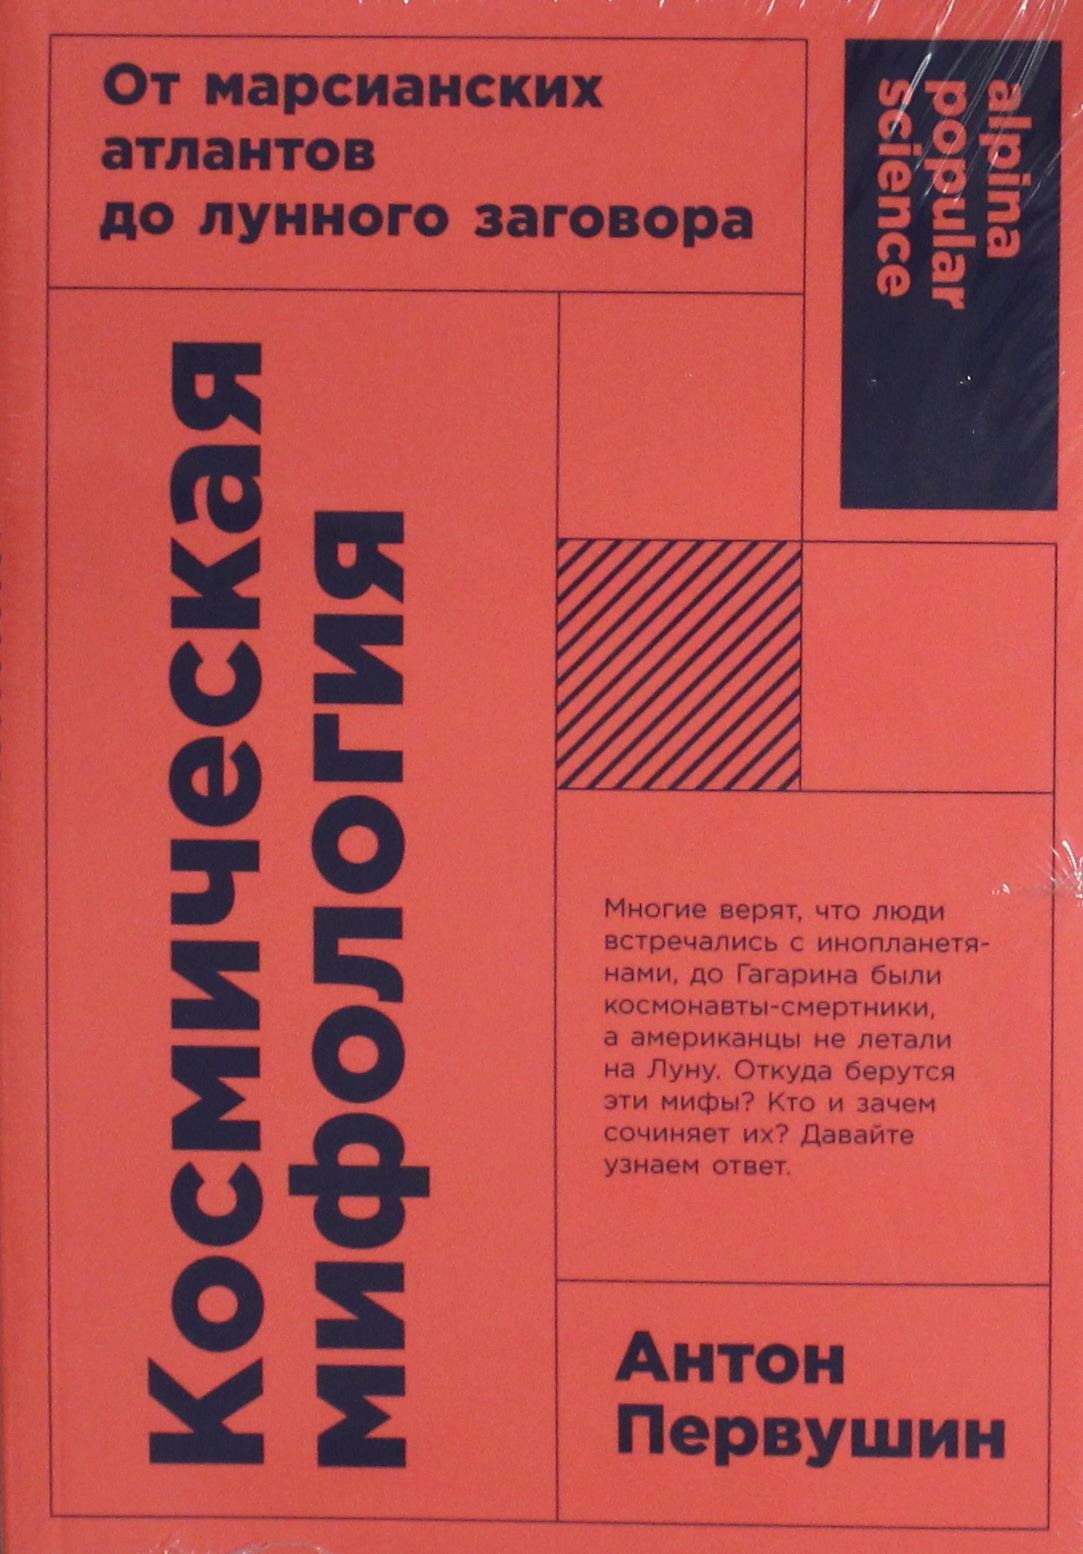 От марсианских
атлантов
до лунного заговора
alpina
popular
science
Космическая
мифология
Многие верят, что люди
встречались с инопланетя-
нами, до Гагарина были
космонавты-смертники,
а американцы не летали
на Луну. Откуда берутся
эти мифы? Кто и зачем
сочиняет их? Давайте
узнаем ответ.
Антон
Первушин